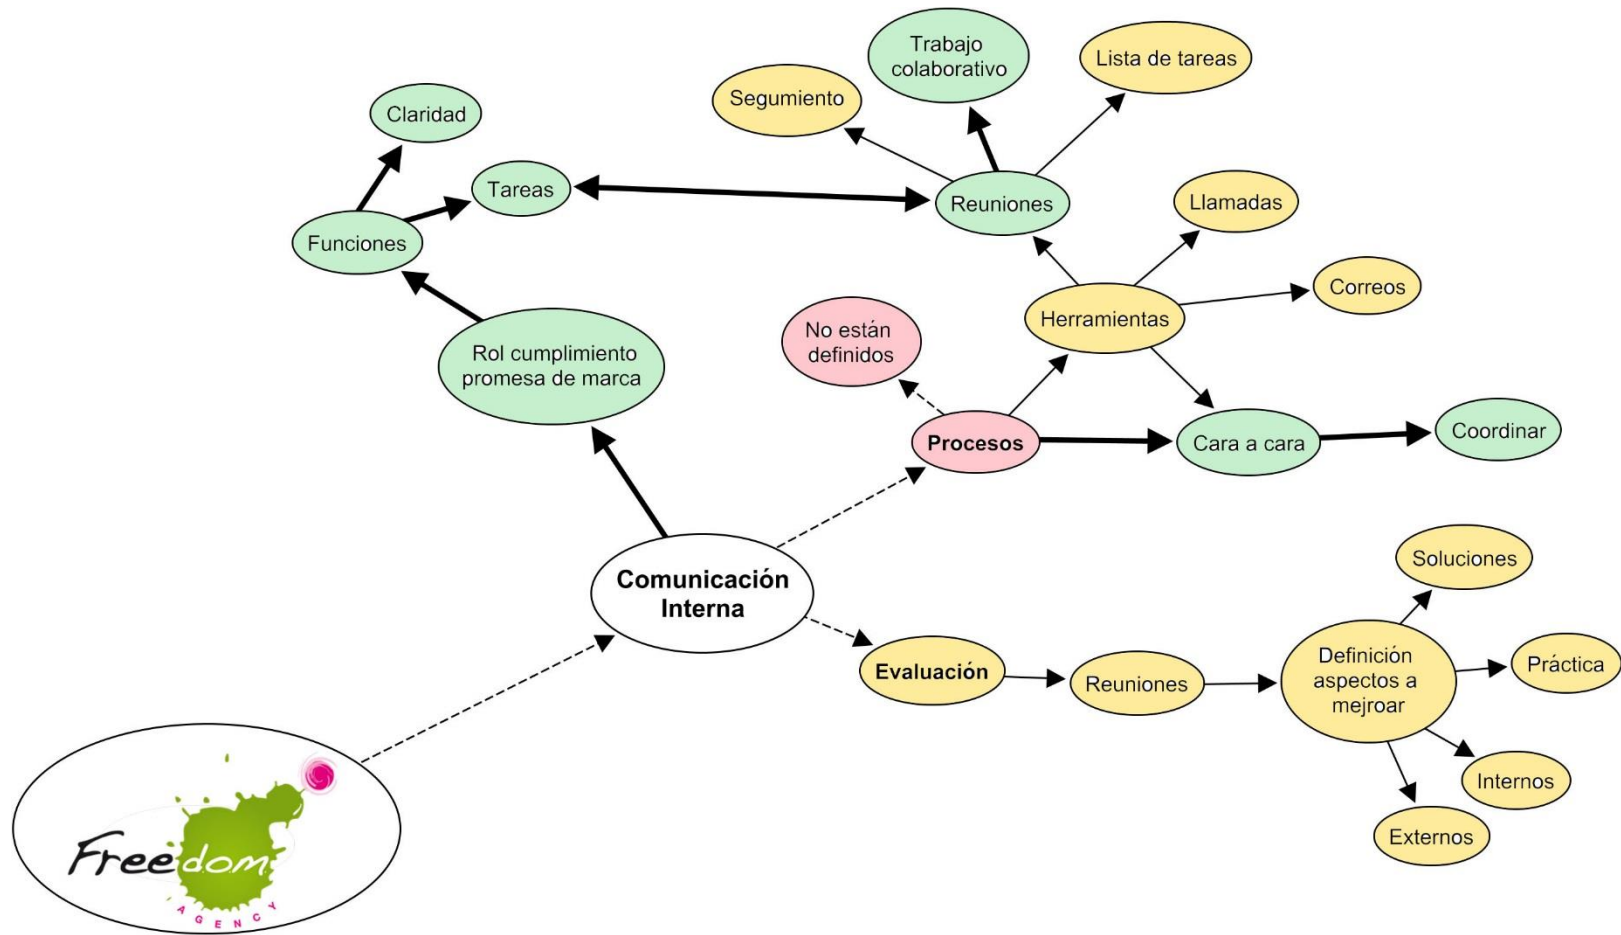 Trabajo
colaborativo
Lista de tareas
Segumiento
Claridad
Tareas
Reuniones
Llamadas
Funciones
Correos
Herramientas
No están
definidos
Rol cumplimiento
promesa de marca
Procesos
Cara a cara
Coordinar
Comunicación
Interna
Soluciones
Evaluación
Reuniones
Definición
aspectos a
mejroar
Práctica
Internos
Externos
Freedom
AGENCY